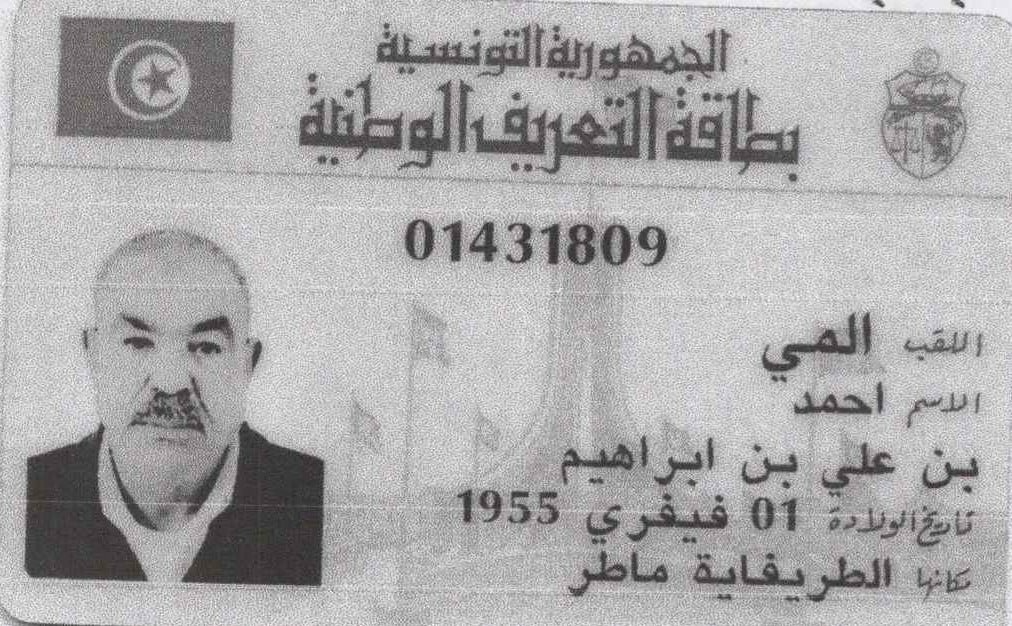 الجمهورية التونسية
بطاقة التعريف الوطنية
01431809
اللقب المي
الاسم احمد
بن علي بن ابراهيم
تاريخ الولادة 01 فيفري 1955
مكانها الطريفاية ماطر